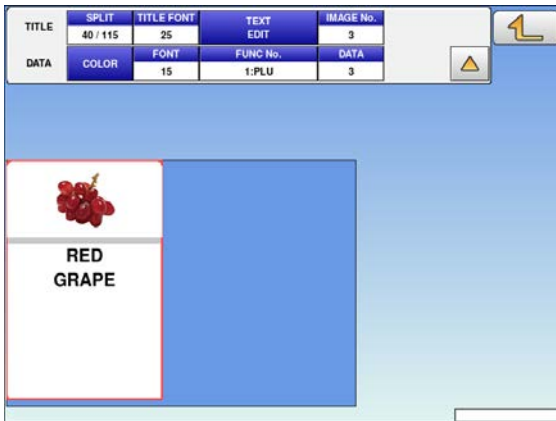 TITLE SPLIT TITLE FONT TEXT EDIT IMAGE No.
40 / 115 25 3
DATA COLOR FONT FUNC No. DATA
15 1:PLU 3
RED
GRAPE